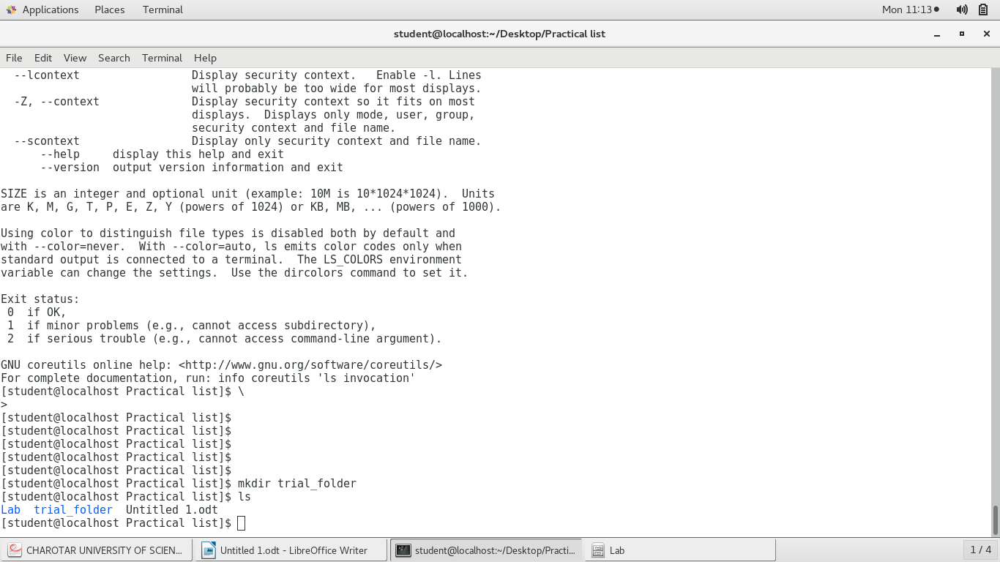 Applications Places Terminal Mon 11:13
student@localhost:~/Desktop/Practical list
File Edit View Search Terminal Help
--lcontext Display security context. Enable -l. Lines
will probably be too wide for most displays.
-Z, --context Display security context so it fits on most
displays. Displays only mode, user, group,
security context and file name.
--scontext Display only security context and file name.
--help display this help and exit
--version output version information and exit
SIZE is an integer and optional unit (example: 10M is 10*1024*1024). Units
are K, M, G, T, P, E, Z, Y (powers of 1024) or KB, MB, ... (powers of 1000).
Using color to distinguish file types is disabled both by default and
with --color=never. With --color=auto, ls emits color codes only when
standard output is connected to a terminal. The LS_COLORS environment
variable can change the settings. Use the dircolors command to set it.
Exit status:
0 if OK,
1 if minor problems (e.g., cannot access subdirectory),
2 if serious trouble (e.g., cannot access command-line argument).
GNU coreutils online help: <http://www.gnu.org/software/coreutils/>
For complete documentation, run: info coreutils 'ls invocation'
[student@localhost Practical list]$ \
>
[student@localhost Practical list]$
[student@localhost Practical list]$
[student@localhost Practical list]$
[student@localhost Practical list]$
[student@localhost Practical list]$
[student@localhost Practical list]$ mkdir trial_folder
[student@localhost Practical list]$ ls
Lab trial_folder Untitled 1.odt
[student@localhost Practical list]$
CHAROTAR UNIVERSITY OF SCIEN... Untitled 1.odt - LibreOffice Writer student@localhost:~/Desktop/Practi... Lab 1 / 4